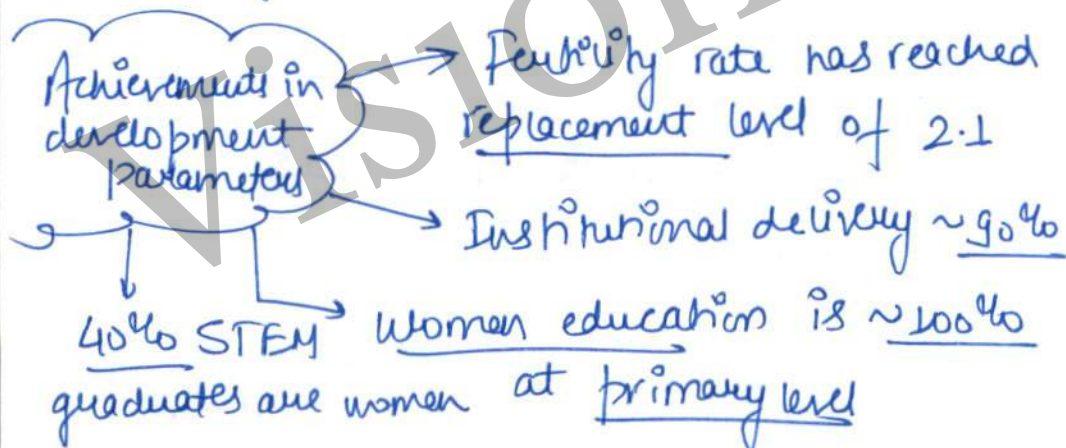 Achievements in
development
parameters
Fertility rate has reached
replacement level of 2.1
Institutional delivery ~90%
40% STEM
graduates are women
Women education is ~100%
at primary level
Vision